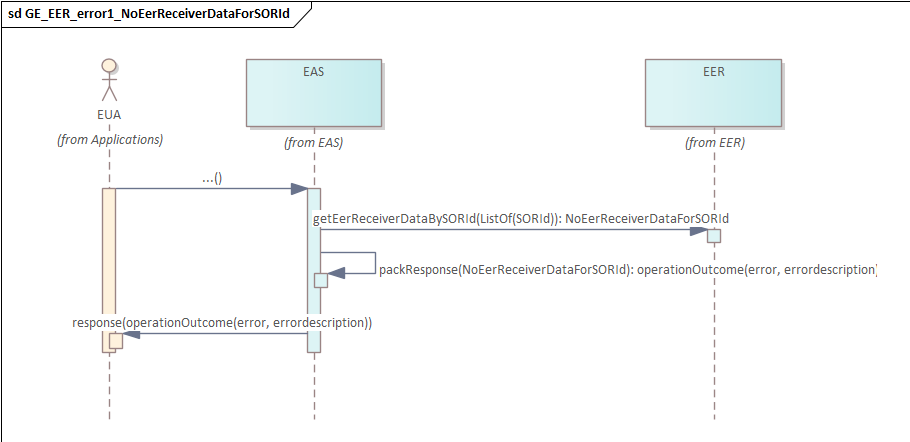 sd GE_EER_error1_NoEerReceiverDataForSORId
EAS
EER
EUA
(from Applications)
(from EAS)
(from EER)
...()
getEerReceiverDataBySORId(ListOf(SORId)): NoEerReceiverDataForSORId
packResponse(NoEerReceiverDataForSORId): operationOutcome(error, errordescription)
response(operationOutcome(error, errordescription))